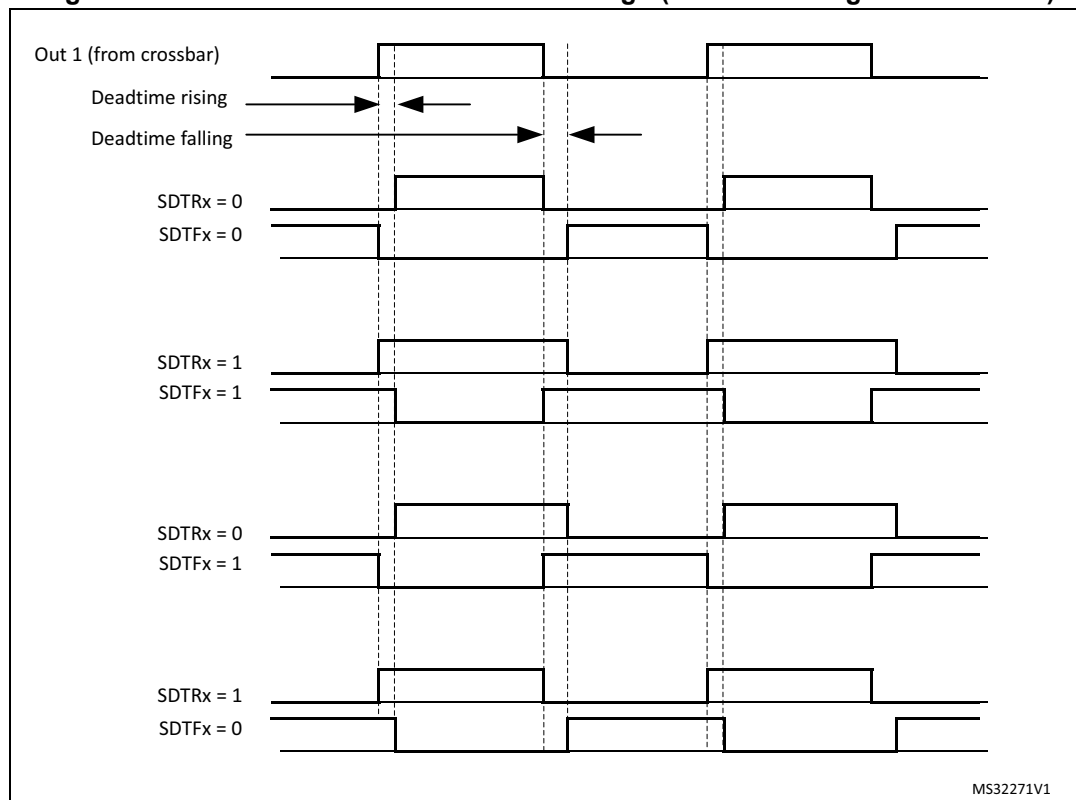 Out 1 (from crossbar)
Deadtime rising
Deadtime falling
SDTRx = 0
SDTFx = 0
SDTRx = 1
SDTFx = 1
SDTRx = 0
SDTFx = 1
SDTRx = 1
SDTFx = 0
MS32271V1